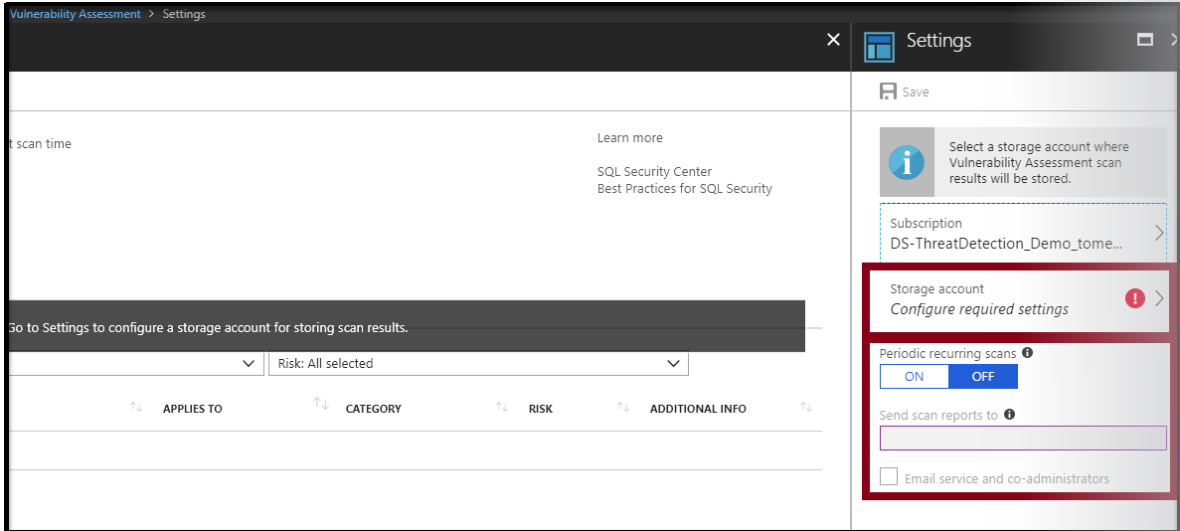 Vulnerability Assessment > Settings
Settings
Save
t scan time
Learn more
SQL Security Center
Best Practices for SQL Security
Select a storage account where
Vulnerability Assessment scan
results will be stored.
Subscription
DS-ThreatDetection_Demo_tome...
Storage account
Configure required settings
Go to Settings to configure a storage account for storing scan results.
Risk: All selected
APPLIES TO
CATEGORY
RISK
ADDITIONAL INFO
Periodic recurring scans
ON
OFF
Send scan reports to
Email service and co-administrators